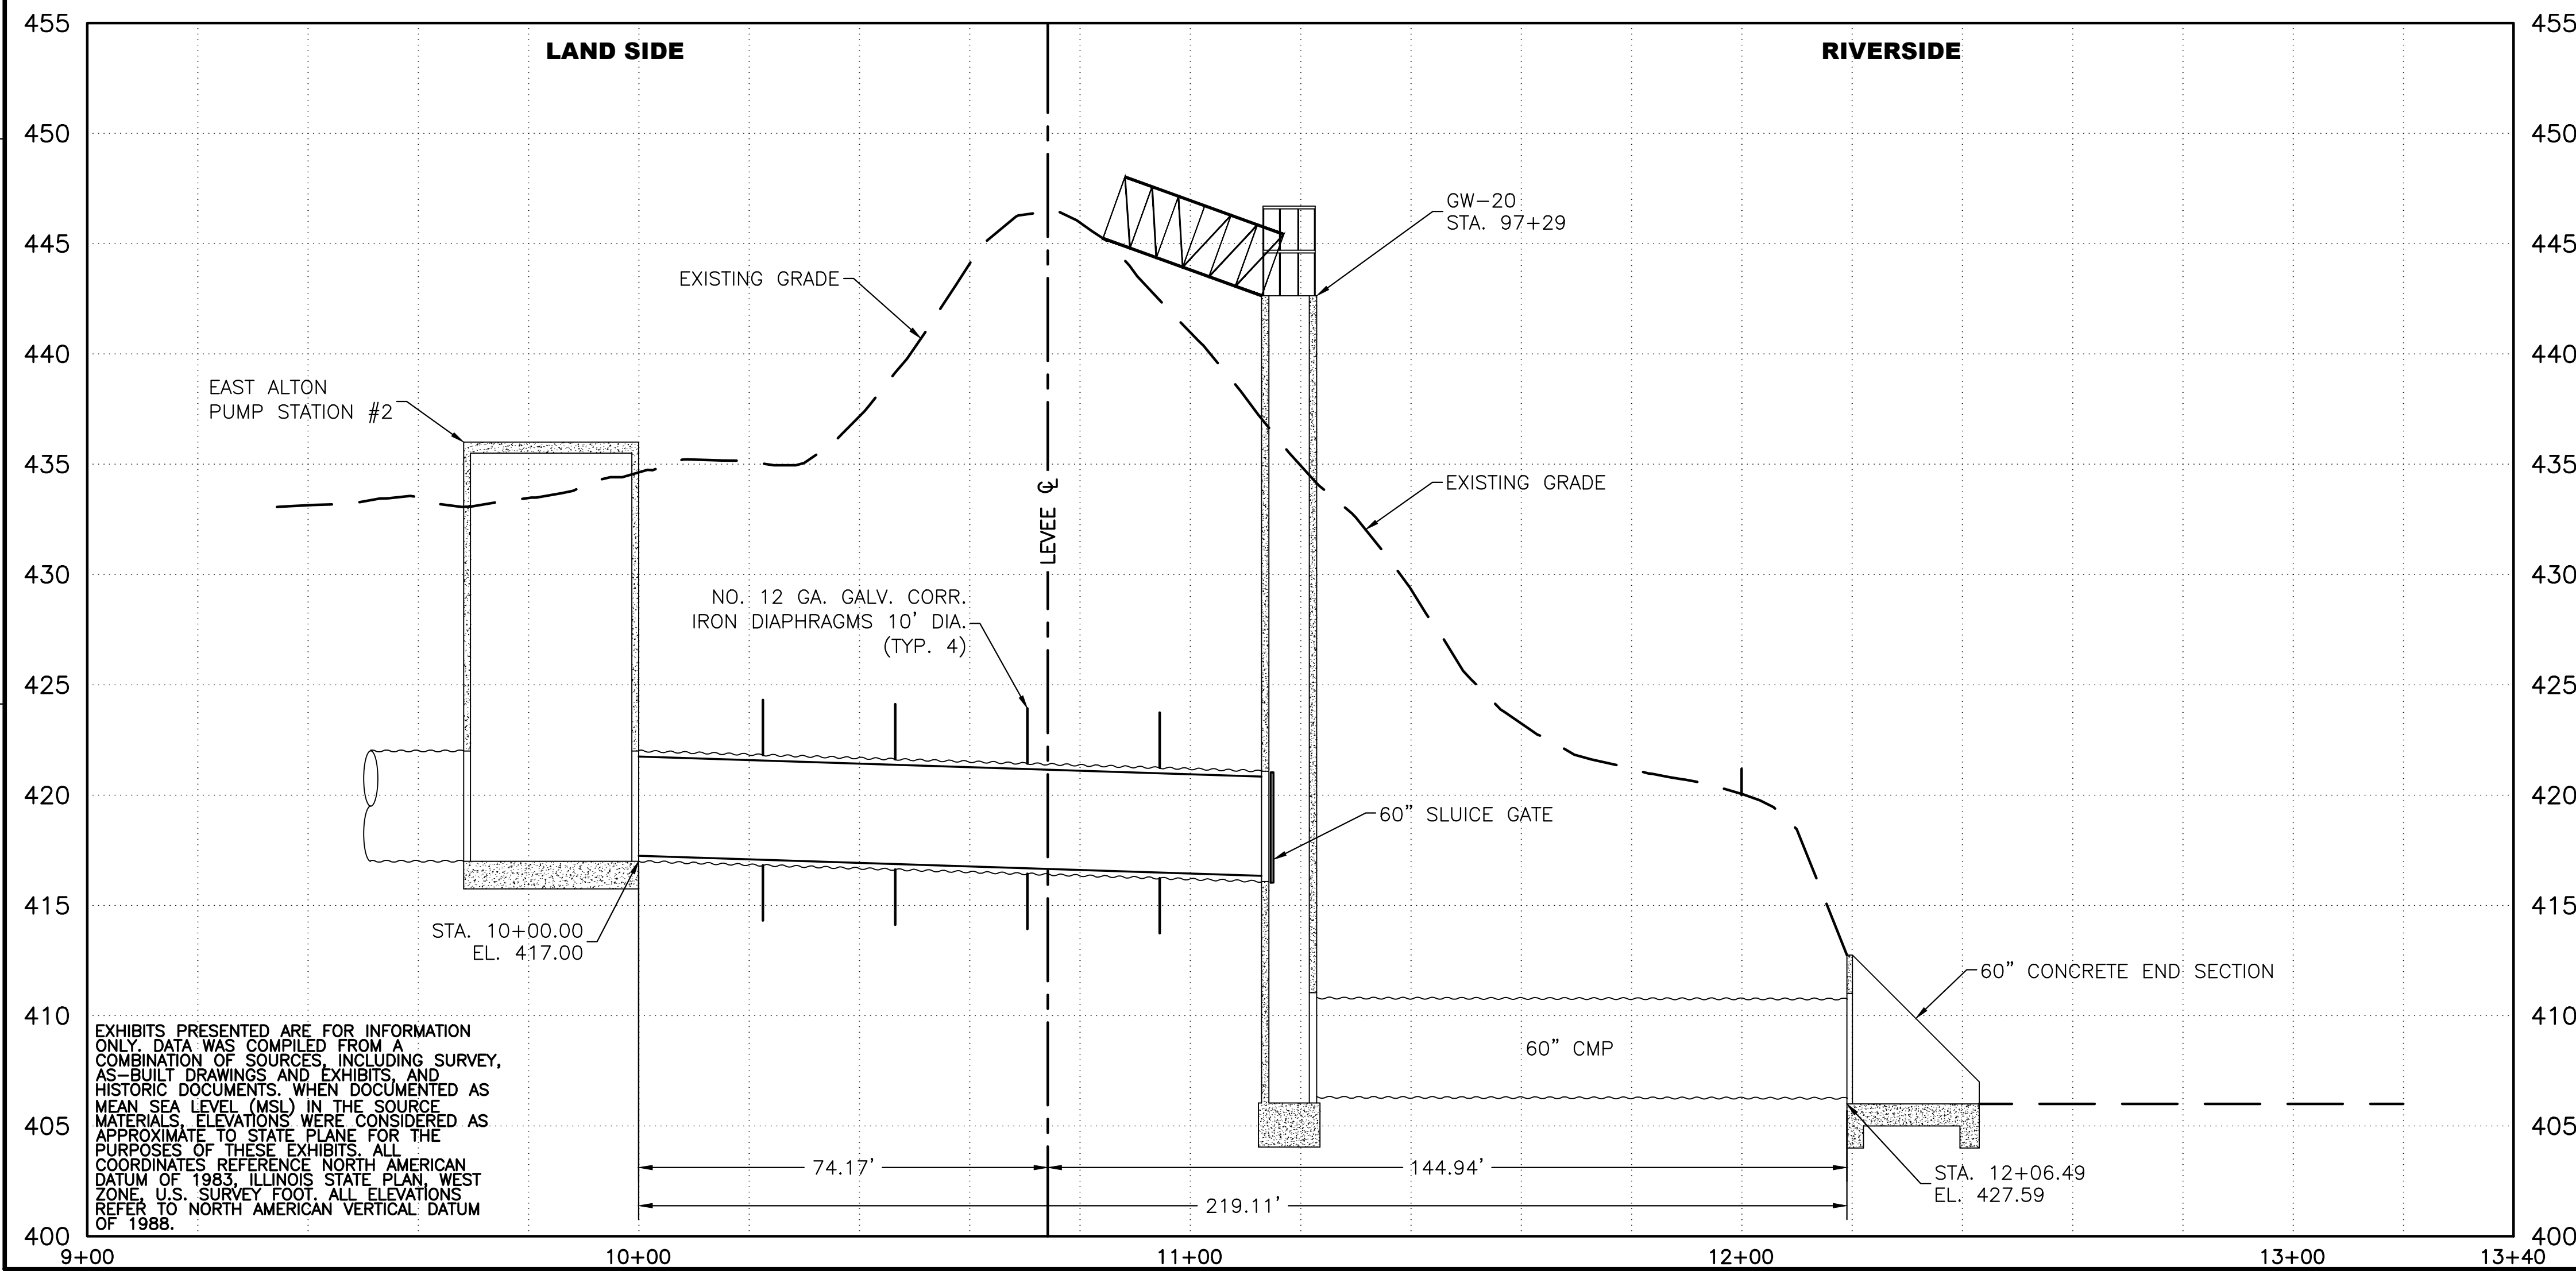 455
455
LAND SIDE
RIVERSIDE
450
450
GW-20
STA. 97+29
445
445
EXISTING GRADE
440
440
EAST ALTON
PUMP STATION #2
435
435
EXISTING GRADE
LEVEE ℄
430
430
NO. 12 GA. GALV. CORR.
IRON DIAPHRAGMS 10' DIA.
(TYP. 4)
425
425
420
420
60" SLUICE GATE
415
415
STA. 10+00.00
EL. 417.00
60" CONCRETE END SECTION
410
410
60" CMP
EXHIBITS PRESENTED ARE FOR INFORMATION
ONLY. DATA WAS COMPILED FROM A
COMBINATION OF SOURCES, INCLUDING SURVEY,
AS-BUILT DRAWINGS AND EXHIBITS, AND
HISTORIC DOCUMENTS. WHEN DOCUMENTED AS
MEAN SEA LEVEL (MSL) IN THE SOURCE
MATERIALS, ELEVATIONS WERE CONSIDERED AS
APPROXIMATE TO STATE PLANE FOR THE
PURPOSES OF THESE EXHIBITS. ALL
COORDINATES REFERENCE NORTH AMERICAN
DATUM OF 1983, ILLINOIS STATE PLAN, WEST
ZONE, U.S. SURVEY FOOT. ALL ELEVATIONS
REFER TO NORTH AMERICAN VERTICAL DATUM
OF 1988.
405
405
74.17'
144.94'
STA. 12+06.49
EL. 427.59
219.11'
400
400
9+00
10+00
11+00
12+00
13+00
13+40